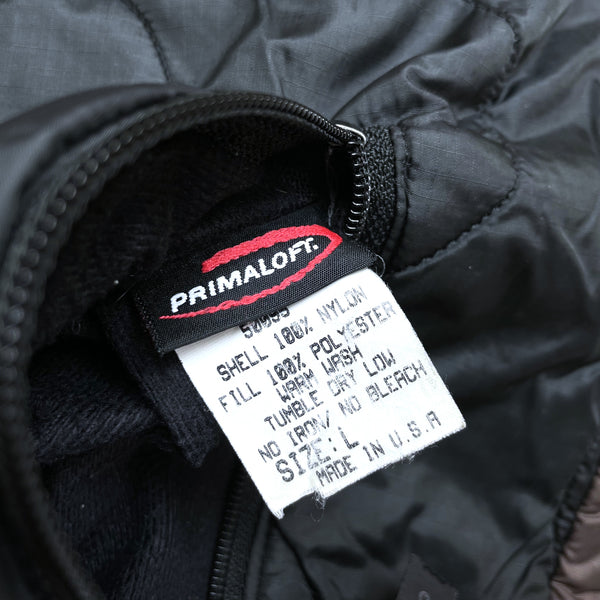 PRIMALOFT.
SHELL 100% NYLON
FILL 100% POLYESTER
WARM WASH
TUMBLE DRY LOW
NO IRON/ NO BLEACH
SIZE: L
MADE IN U.S.A